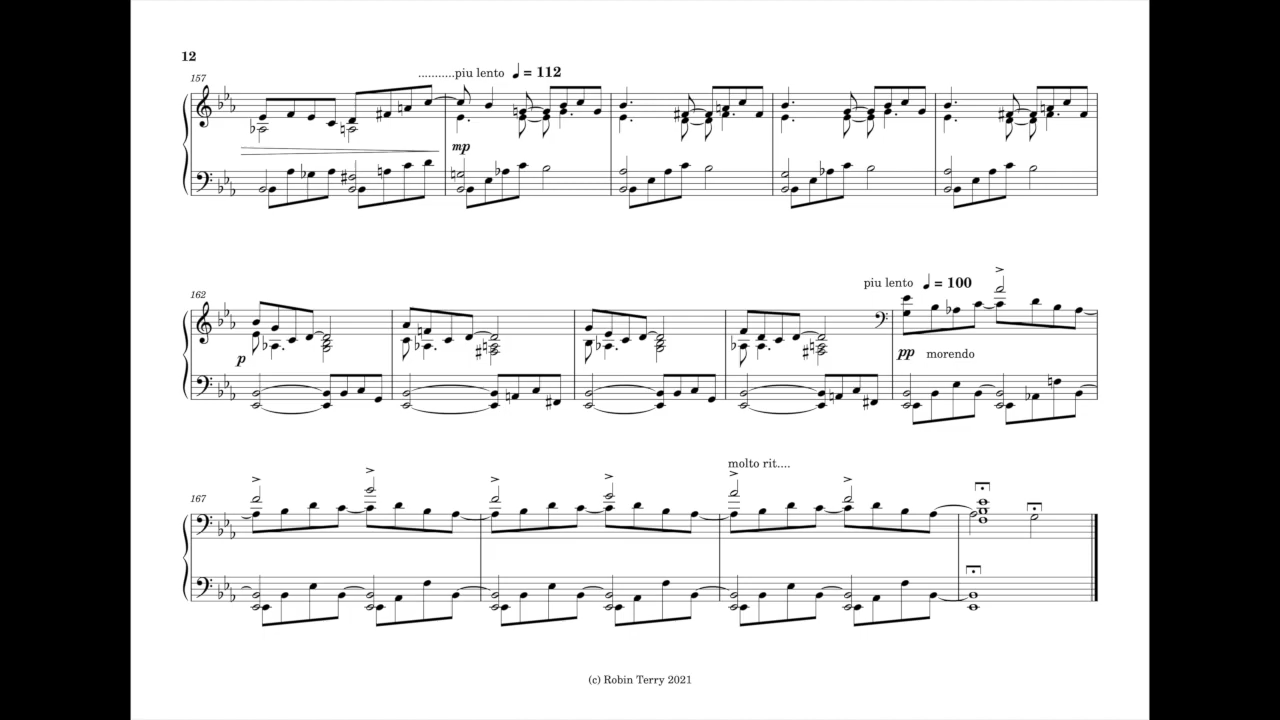 12
157
...........piu lento ♩ = 112
mp
162
p
piu lento ♩ = 100
pp morendo
167
molto rit....
(c) Robin Terry 2021